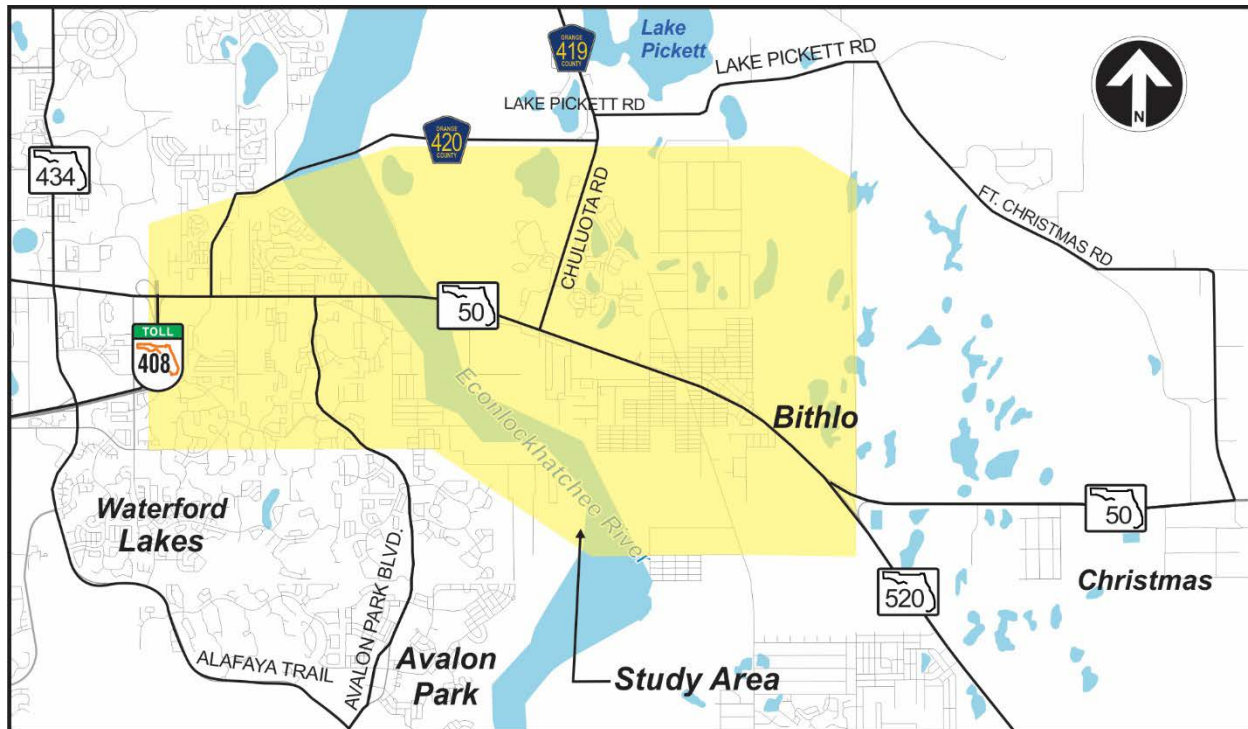 Lake
Pickett
ORANGE
419
COUNTY
LAKE PICKETT RD
LAKE PICKETT RD
N
ORANGE
420
COUNTY
434
CHULUOTA RD
FT. CHRISTMAS RD
50
TOLL
408
Econlockhatchee River
Bithlo
Waterford
Lakes
AVALON PARK BLVD.
50
520
Christmas
ALAFAYA TRAIL
Avalon
Park
Study Area